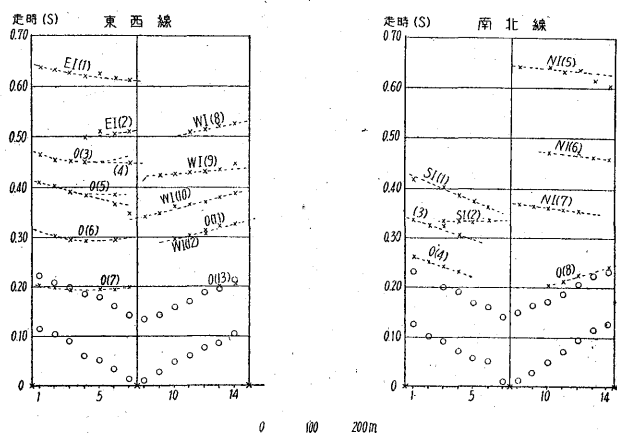 走時(S) 東西線
0.70
0.60
0.50
0.40
0.30
0.20
0.10
0
EI(1)
EI(2)
WI(8)
O(3)
(4)
WI(9)
O(5)
WI(10)
O(11)
O(6)
WI(12)
O(7)
O(13)
1 5 10 14
走時(S) 南北線
0.70
0.60
0.50
0.40
0.30
0.20
0.10
0
NI(5)
NI(6)
SI(1)
NI(7)
(3)
SI(2)
O(4)
O(8)
1 5 10 14
0 100 200m